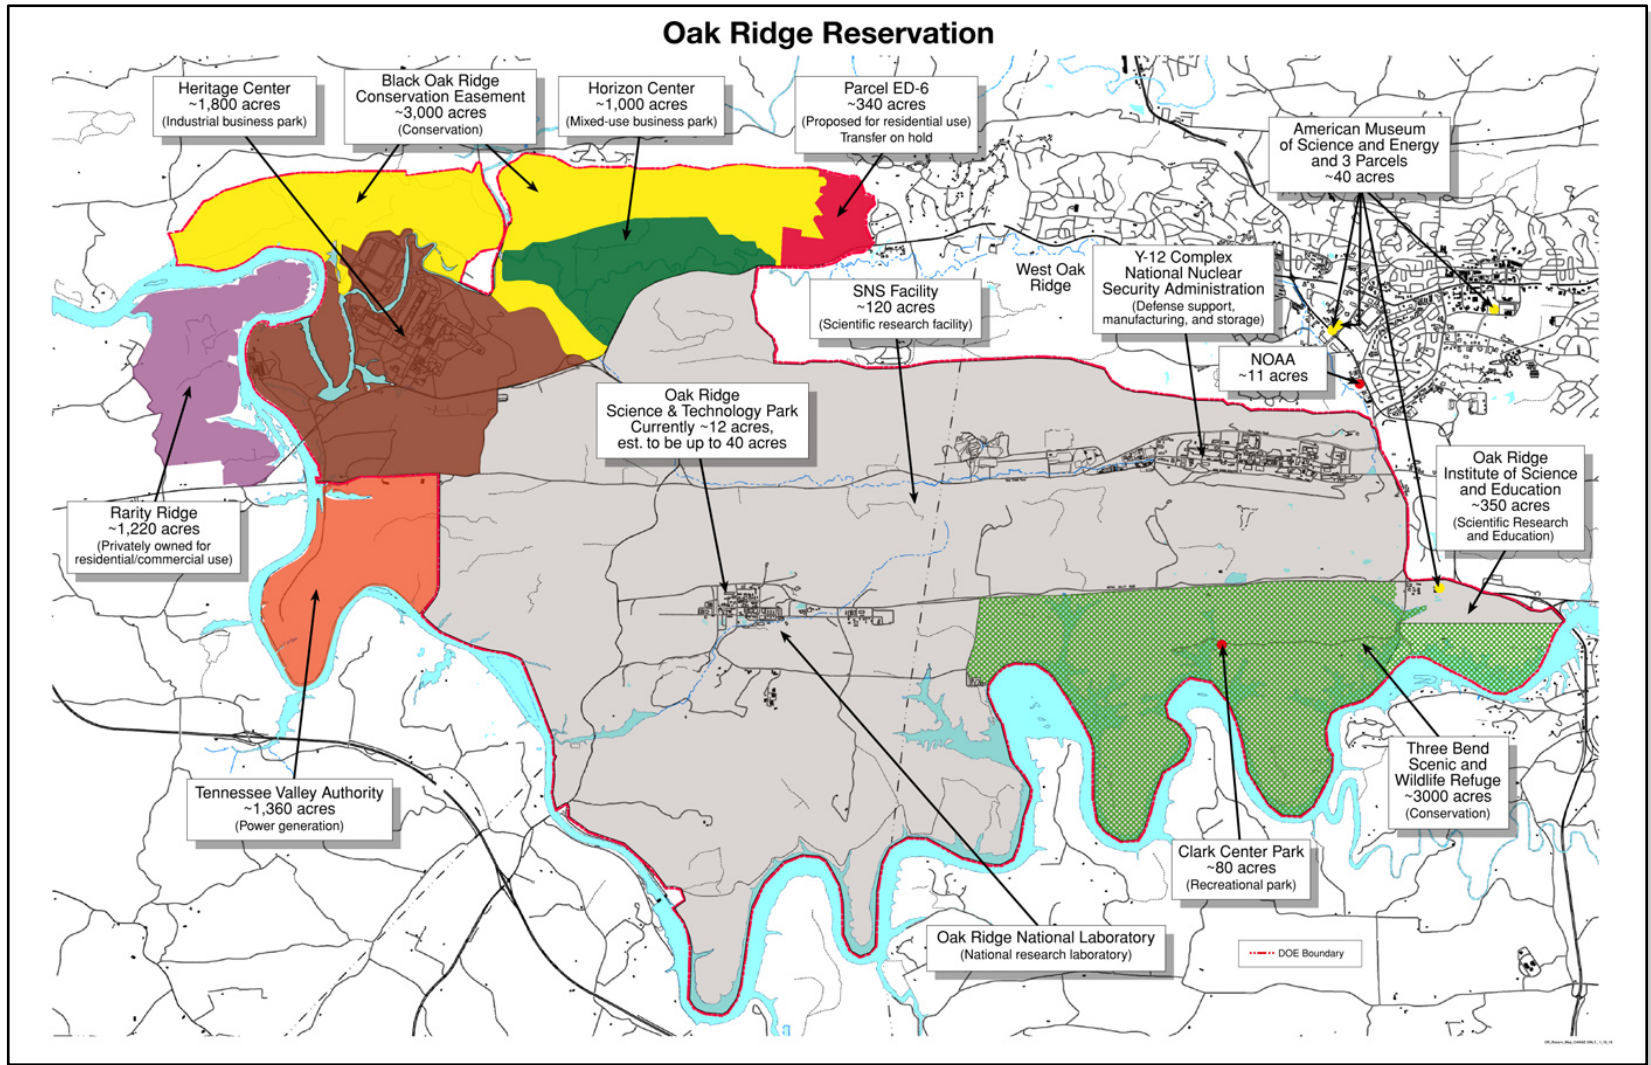 Oak Ridge Reservation
Heritage Center
~1,800 acres
(Industrial business park)
Black Oak Ridge
Conservation Easement
~3,000 acres
(Conservation)
Horizon Center
~1,000 acres
(Mixed-use business park)
Parcel ED-6
~340 acres
(Proposed for residential use)
Transfer on hold
American Museum
of Science and Energy
and 3 Parcels
~40 acres
West Oak
Ridge
Y-12 Complex
National Nuclear
Security Administration
(Defense support,
manufacturing, and storage)
SNS Facility
~120 acres
(Scientific research facility)
NOAA
~11 acres
Oak Ridge
Science & Technology Park
Currently ~12 acres,
est. to be up to 40 acres
Oak Ridge
Institute of Science
and Education
~350 acres
(Scientific Research
and Education)
Rarity Ridge
~1,220 acres
(Privately owned for
residential/commercial use)
Tennessee Valley Authority
~1,360 acres
(Power generation)
Three Bend
Scenic and
Wildlife Refuge
~3000 acres
(Conservation)
Clark Center Park
~80 acres
(Recreational park)
Oak Ridge National Laboratory
(National research laboratory)
DOE Boundary